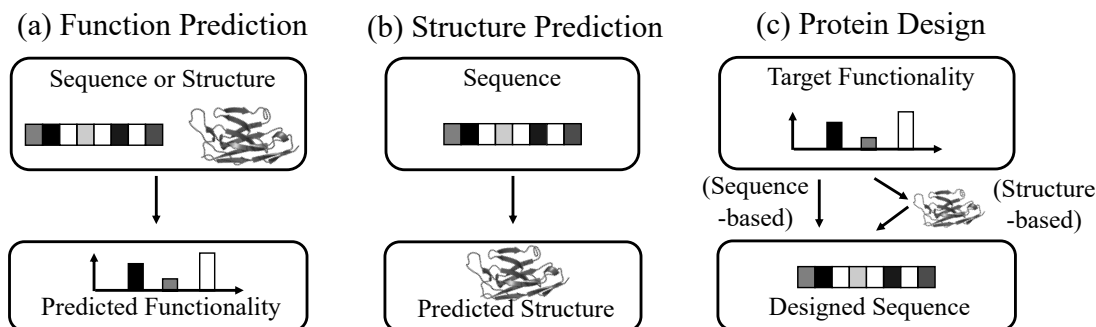 (a) Function Prediction
Sequence or Structure
Predicted Functionality
(b) Structure Prediction
Sequence
Predicted Structure
(c) Protein Design
Target Functionality
(Sequence
-based)
(Structure
-based)
Designed Sequence